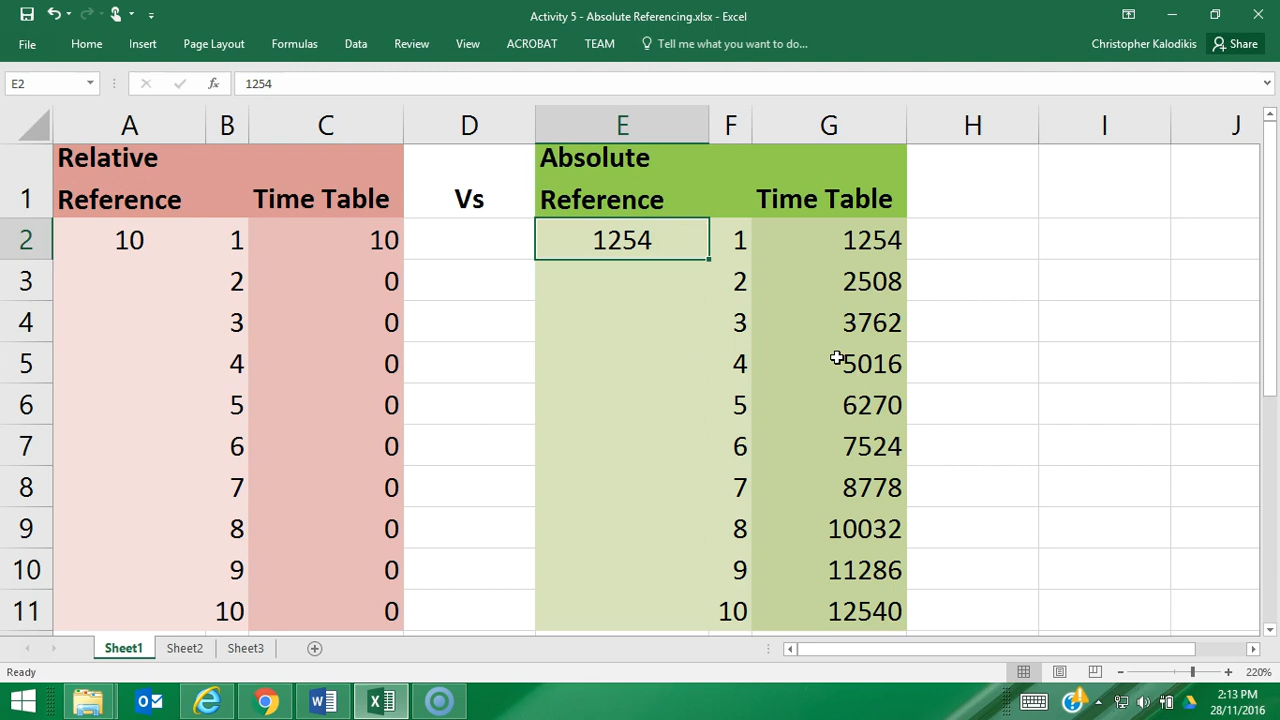 Activity 5 - Absolute Referencing.xlsx - Excel
File Home Insert Page Layout Formulas Data Review View ACROBAT TEAM Tell me what you want to do... Christopher Kalodikis Share
E2 fx 1254
A B C D E F G H I J
Relative Absolute
1 Reference Time Table Vs Reference Time Table
2 10 1 10 1254 1 1254
3 2 0 2 2508
4 3 0 3 3762
5 4 0 4 5016
6 5 0 5 6270
7 6 0 6 7524
8 7 0 7 8778
9 8 0 8 10032
10 9 0 9 11286
11 10 0 10 12540
Sheet1 Sheet2 Sheet3
Ready 220%
2:13 PM
28/11/2016